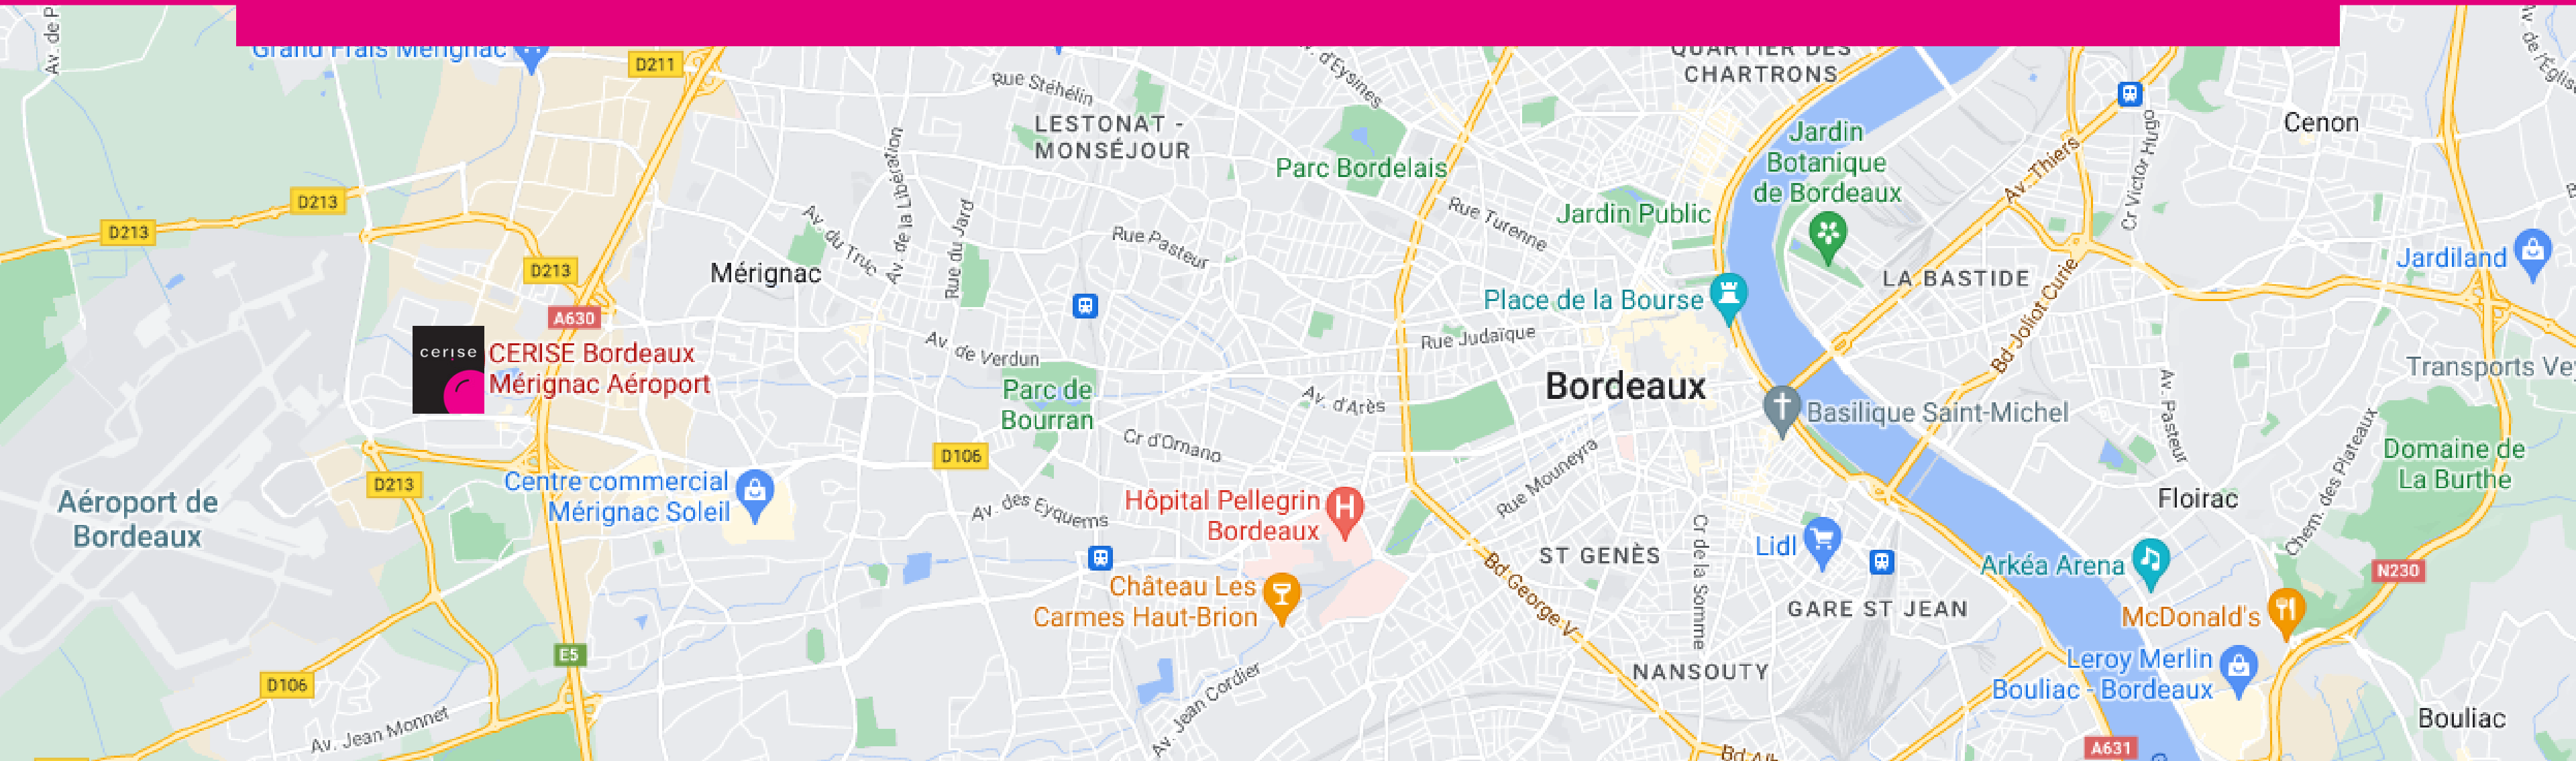 Av. de P
Grand Frais Mérignac
D211
Rue Stéhélin
LESTONAT -
MONSÉJOUR
d'Eysines
QUARTIER DES
CHARTRONS
Cenon
Parc Bordelais
Jardin
Botanique
de Bordeaux
Av. Thiers
Cr Victor Hugo
D213
D213
D213
Av. du Truc
Av. de la Libération
Rue du Jard
Rue Pasteur
Rue Turenne
Jardin Public
Mérignac
LA BASTIDE
Jardiland
Place de la Bourse
Bd Joliot Curie
A630
cerise
CERISE Bordeaux
Mérignac Aéroport
Av. de Verdun
Rue Judaïque
Parc de
Bourran
Av. d'Arès
Bordeaux
Basilique Saint-Michel
Transports Ve
Av. Pasteur
Chem. des Plateaux
Domaine de
La Burthe
Cr d'Ornano
D106
D213
Centre commercial
Mérignac Soleil
Aéroport de
Bordeaux
Av. des Eyquems
Hôpital Pellegrin
Bordeaux
Rue Mouneyra
ST GENÈS
Cr de la Somme
Lidl
Floirac
Arkéa Arena
N230
Château Les
Carmes Haut-Brion
Bd George V
GARE ST JEAN
McDonald's
E5
D106
NANSOUTY
Leroy Merlin
Bouliac - Bordeaux
Av. Jean Monnet
Av. Jean Cordier
Bouliac
A631